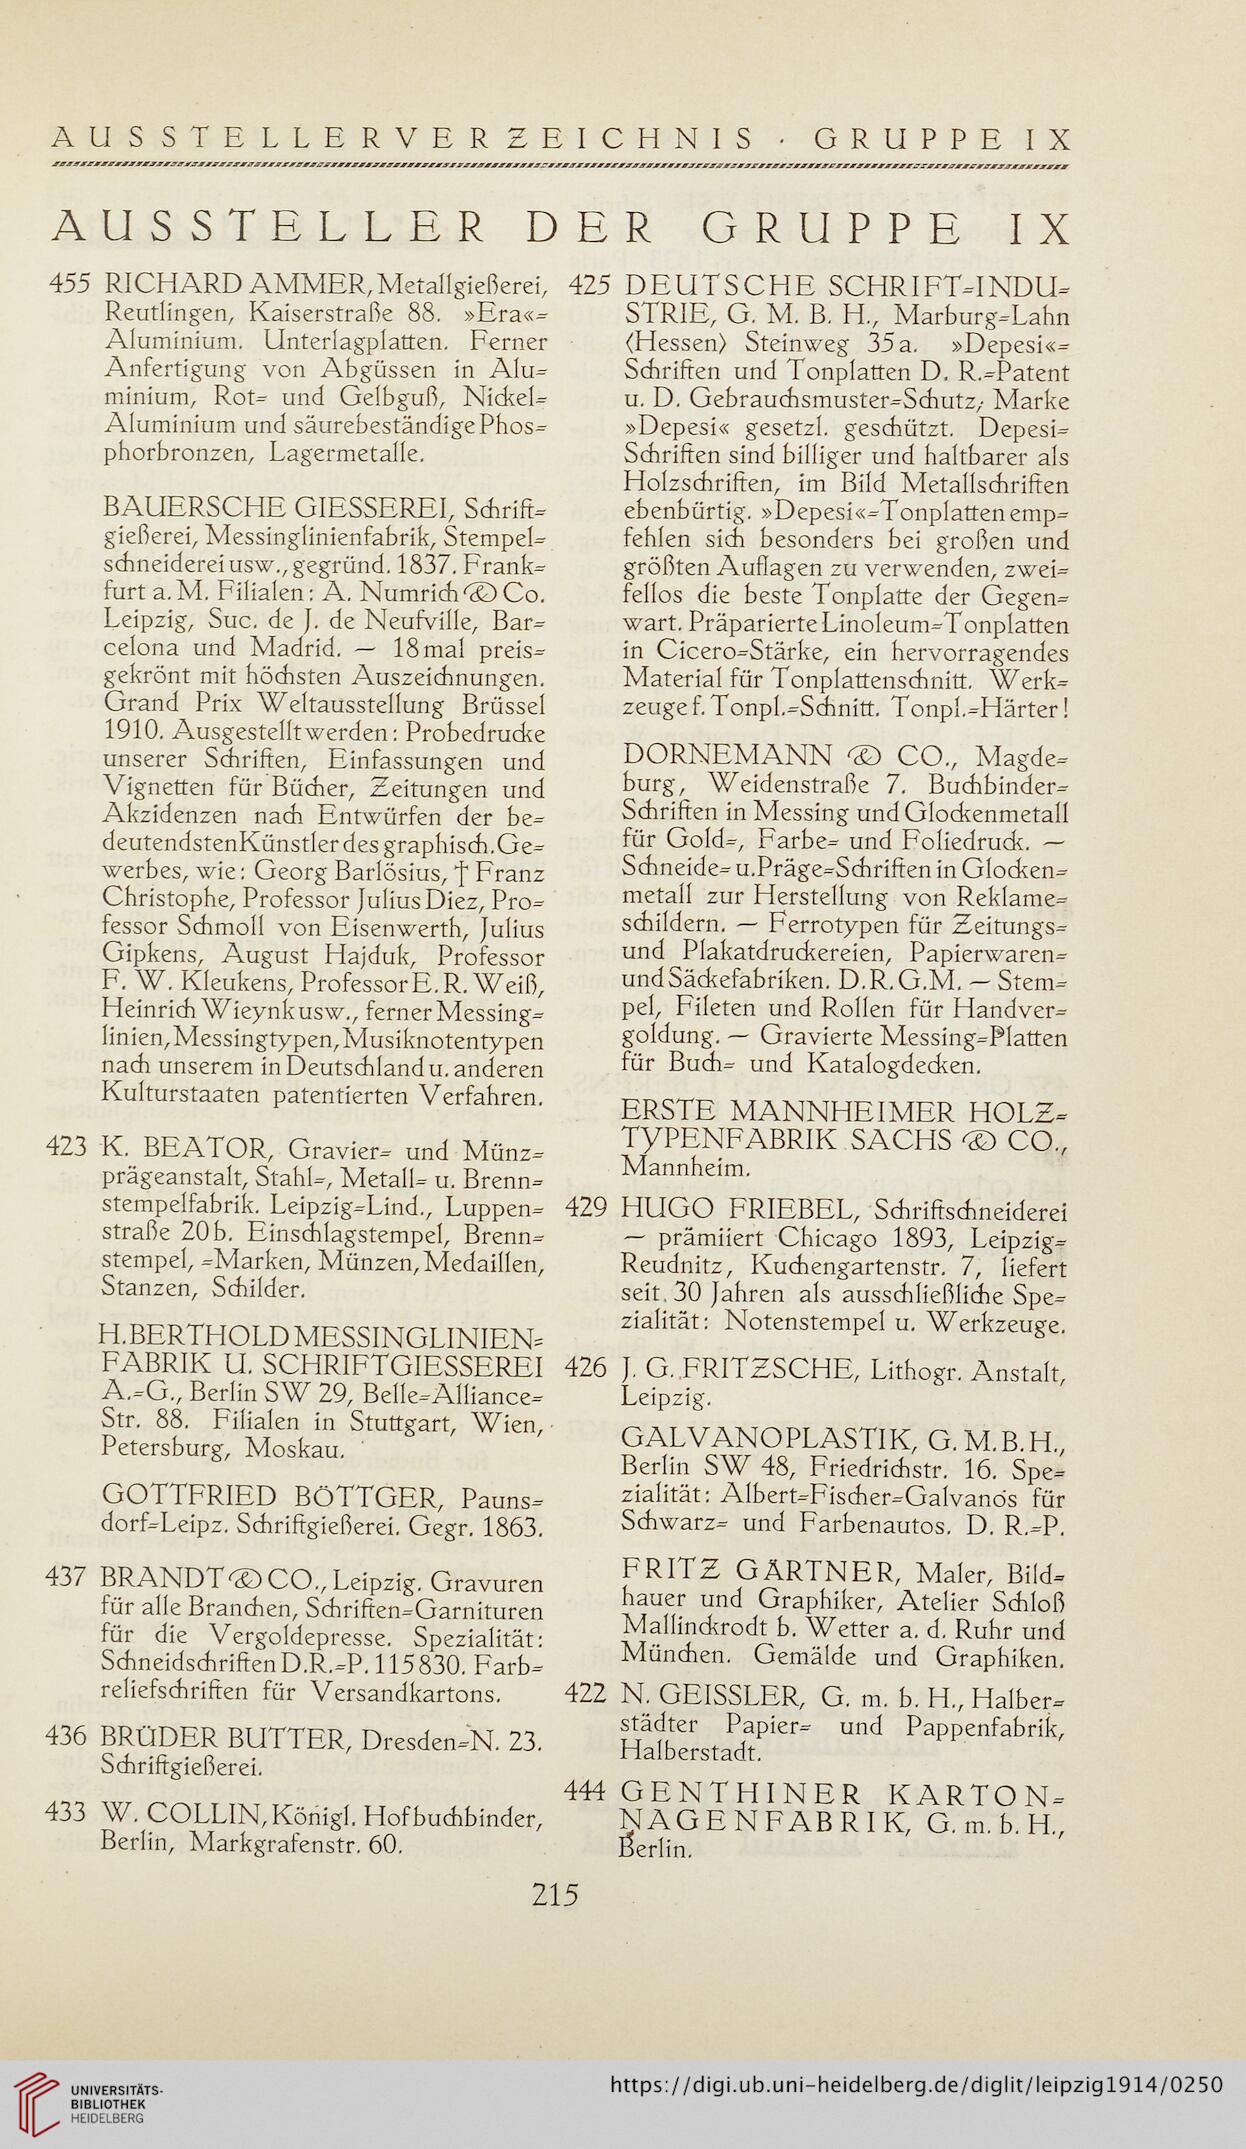 AUSSTELLERVERZEICHNIS · GRUPPE IX
AUSSTELLER DER GRUPPE IX
455 RICHARD AMMER, Metallgießerei,
Reutlingen, Kaiserstraße 88. »Era«-
Aluminium. Unterlagplatten. Ferner
Anfertigung von Abgüssen in Alu-
minium, Rot- und Gelbguß, Nickel-
Aluminium und säurebeständige Phos-
phorbronzen, Lagermetalle.
BAUERSCHE GIESSEREI, Schrift-
gießerei, Messinglinienfabrik, Stempel-
schneiderei usw., gegründ. 1837. Frank-
furt a. M. Filialen: A. Numrich & Co.
Leipzig, Suc. de J. de Neufville, Bar-
celona und Madrid. — 18mal preis-
gekrönt mit höchsten Auszeichnungen.
Grand Prix Weltausstellung Brüssel
1910. Ausgestellt werden: Probedrucke
unserer Schriften, Einfassungen und
Vignetten für Bücher, Zeitungen und
Akzidenzen nach Entwürfen der be-
deutendsten Künstler des graphisch. Ge-
werbes, wie: Georg Barlösius, † Franz
Christophe, Professor Julius Diez, Pro-
fessor Schmoll von Eisenwerth, Julius
Gipkens, August Hajduk, Professor
F. W. Kleukens, Professor E. R. Weiß,
Heinrich Wieynk usw., ferner Messing-
linien, Messingtypen, Musiknotentypen
nach unserem in Deutschland u. anderen
Kulturstaaten patentierten Verfahren.
423 K. BEATOR, Gravier- und Münz-
prägeanstalt, Stahl-, Metall- u. Brenn-
stempelfabrik. Leipzig-Lind., Luppen-
straße 20b. Einschlagstempel, Brenn-
stempel, -Marken, Münzen, Medaillen,
Stanzen, Schilder.
H. BERTHOLD MESSINGLINIEN-
FABRIK U. SCHRIFTGIESSEREI
A.-G., Berlin SW 29, Belle-Alliance-
Str. 88. Filialen in Stuttgart, Wien,
Petersburg, Moskau.
GOTTFRIED BÖTTGER, Pauns-
dorf-Leipz. Schriftgießerei. Gegr. 1863.
437 BRANDT & CO., Leipzig. Gravuren
für alle Branchen, Schriften-Garnituren
für die Vergoldepresse. Spezialität:
Schneidschriften D.R.-P. 115830. Farb-
reliefschriften für Versandkartons.
436 BRÜDER BUTTER, Dresden-N. 23.
Schriftgießerei.
433 W. COLLIN, Königl. Hofbuchbinder,
Berlin, Markgrafenstr. 60.
425 DEUTSCHE SCHRIFT-INDU-
STRIE, G. M. B. H., Marburg-Lahn
(Hessen) Steinweg 35a. »Depesi«-
Schriften und Tonplatten D. R.-Patent
u. D. Gebrauchsmuster-Schutz; Marke
»Depesi« gesetzl. geschützt. Depesi-
Schriften sind billiger und haltbarer als
Holzschriften, im Bild Metallschriften
ebenbürtig. »Depesi«-Tonplatten emp-
fehlen sich besonders bei großen und
größten Auflagen zu verwenden, zwei-
fellos die beste Tonplatte der Gegen-
wart. Präparierte Linoleum-Tonplatten
in Cicero-Stärke, ein hervorragendes
Material für Tonplattenschnitt. Werk-
zeuge f. Tonpl.-Schnitt. Tonpl.-Härter!
DORNEMANN & CO., Magde-
burg, Weidenstraße 7. Buchbinder-
Schriften in Messing und Glockenmetall
für Gold-, Farbe- und Foliedruck. —
Schneide- u. Präge-Schriften in Glocken-
metall zur Herstellung von Reklame-
schildern. — Ferrotypen für Zeitungs-
und Plakatdruckereien, Papierwaren-
und Säckefabriken. D.R.G.M. — Stem-
pel, Fileten und Rollen für Handver-
goldung. — Gravierte Messing-Platten
für Buch- und Katalogdecken.
ERSTE MANNHEIMER HOLZ-
TYPENFABRIK SACHS & CO.,
Mannheim.
429 HUGO FRIEBEL, Schriftschneiderei
— prämiiert Chicago 1893, Leipzig-
Reudnitz, Kuchengartenstr. 7, liefert
seit 30 Jahren als ausschließliche Spe-
zialität: Notenstempel u. Werkzeuge.
426 J. G. FRITZSCHE, Lithogr. Anstalt,
Leipzig.
GALVANOPLASTIK, G. M. B. H.,
Berlin SW 48, Friedrichstr. 16. Spe-
zialität: Albert-Fischer-Galvanos für
Schwarz- und Farbenautos. D. R.-P.
FRITZ GÄRTNER, Maler, Bild-
hauer und Graphiker, Atelier Schloß
Mallinckrodt b. Wetter a. d. Ruhr und
München. Gemälde und Graphiken.
422 N. GEISSLER, G. m. b. H., Halber-
städter Papier- und Pappenfabrik,
Halberstadt.
444 GENTHINER KARTON-
NAGENFABRIK, G. m. b. H.,
Berlin.
215
UNIVERSITÄTS-
BIBLIOTHEK
HEIDELBERG
https://digi.ub.uni-heidelberg.de/diglit/leipzig1914/0250